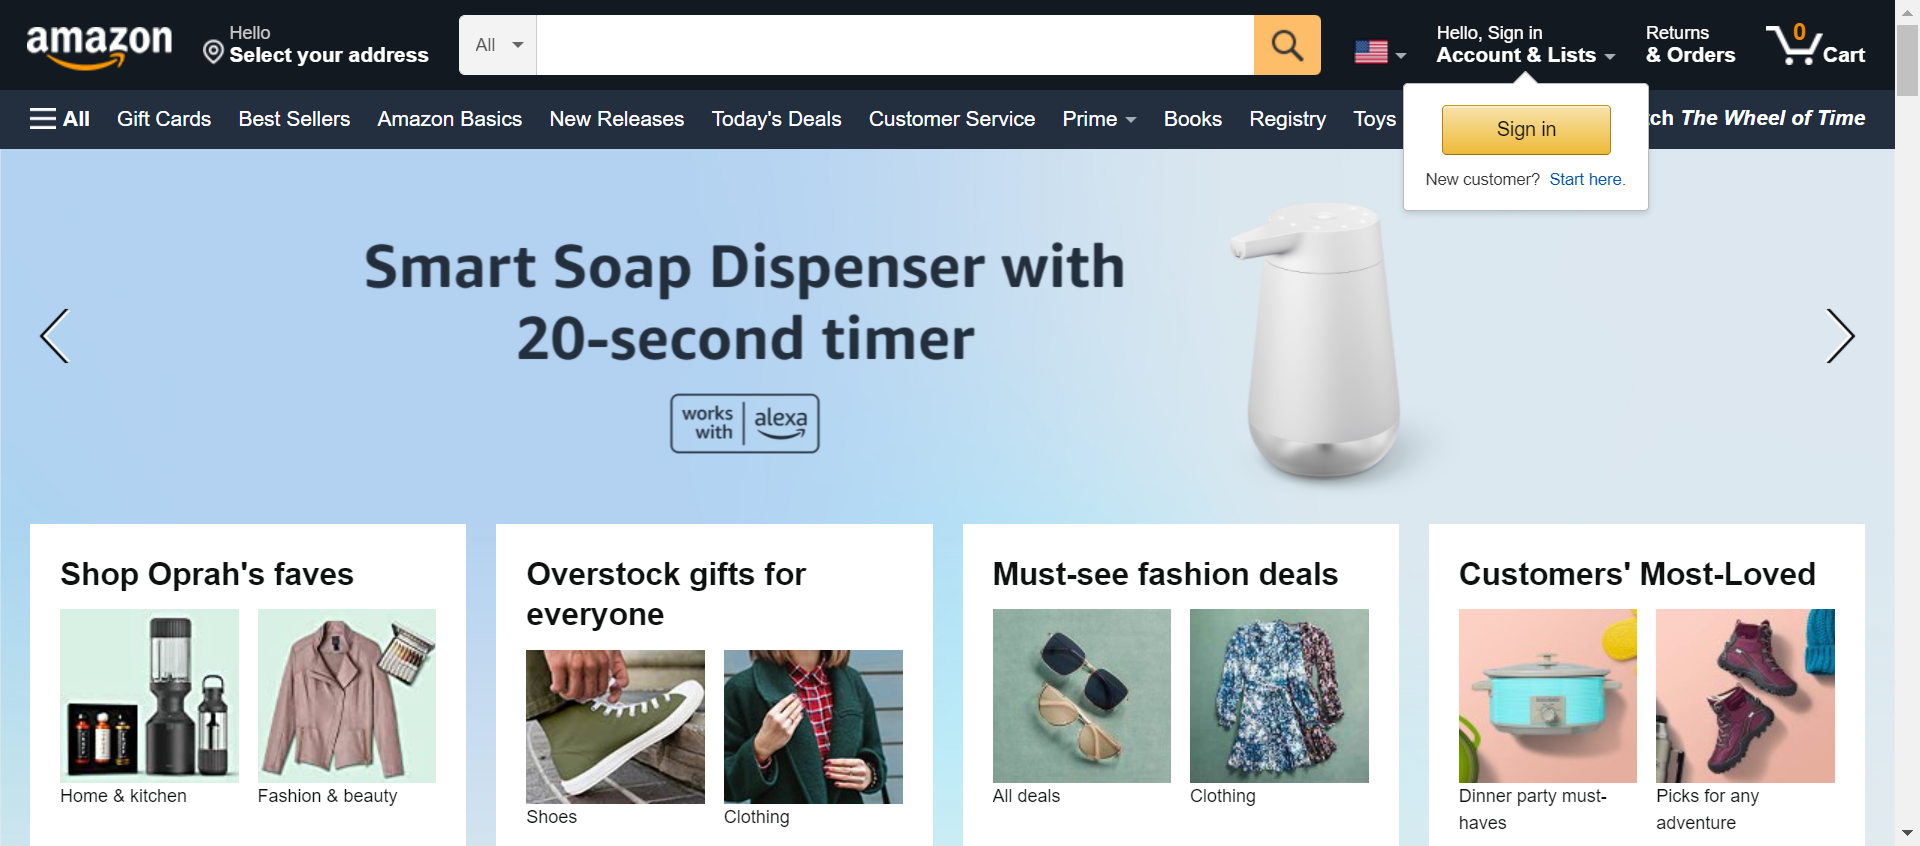 amazon
Hello
Select your address
All
Hello, Sign in
Account & Lists
Returns
& Orders
0
Cart
All
Gift Cards
Best Sellers
Amazon Basics
New Releases
Today's Deals
Customer Service
Prime
Books
Registry
Toys
tch The Wheel of Time
Sign in
New customer? Start here.
Smart Soap Dispenser with
20-second timer
works
with
alexa
Shop Oprah's faves
Home & kitchen
Fashion & beauty
Overstock gifts for
everyone
Shoes
Clothing
Must-see fashion deals
All deals
Clothing
Customers' Most-Loved
Dinner party must-
haves
Picks for any
adventure